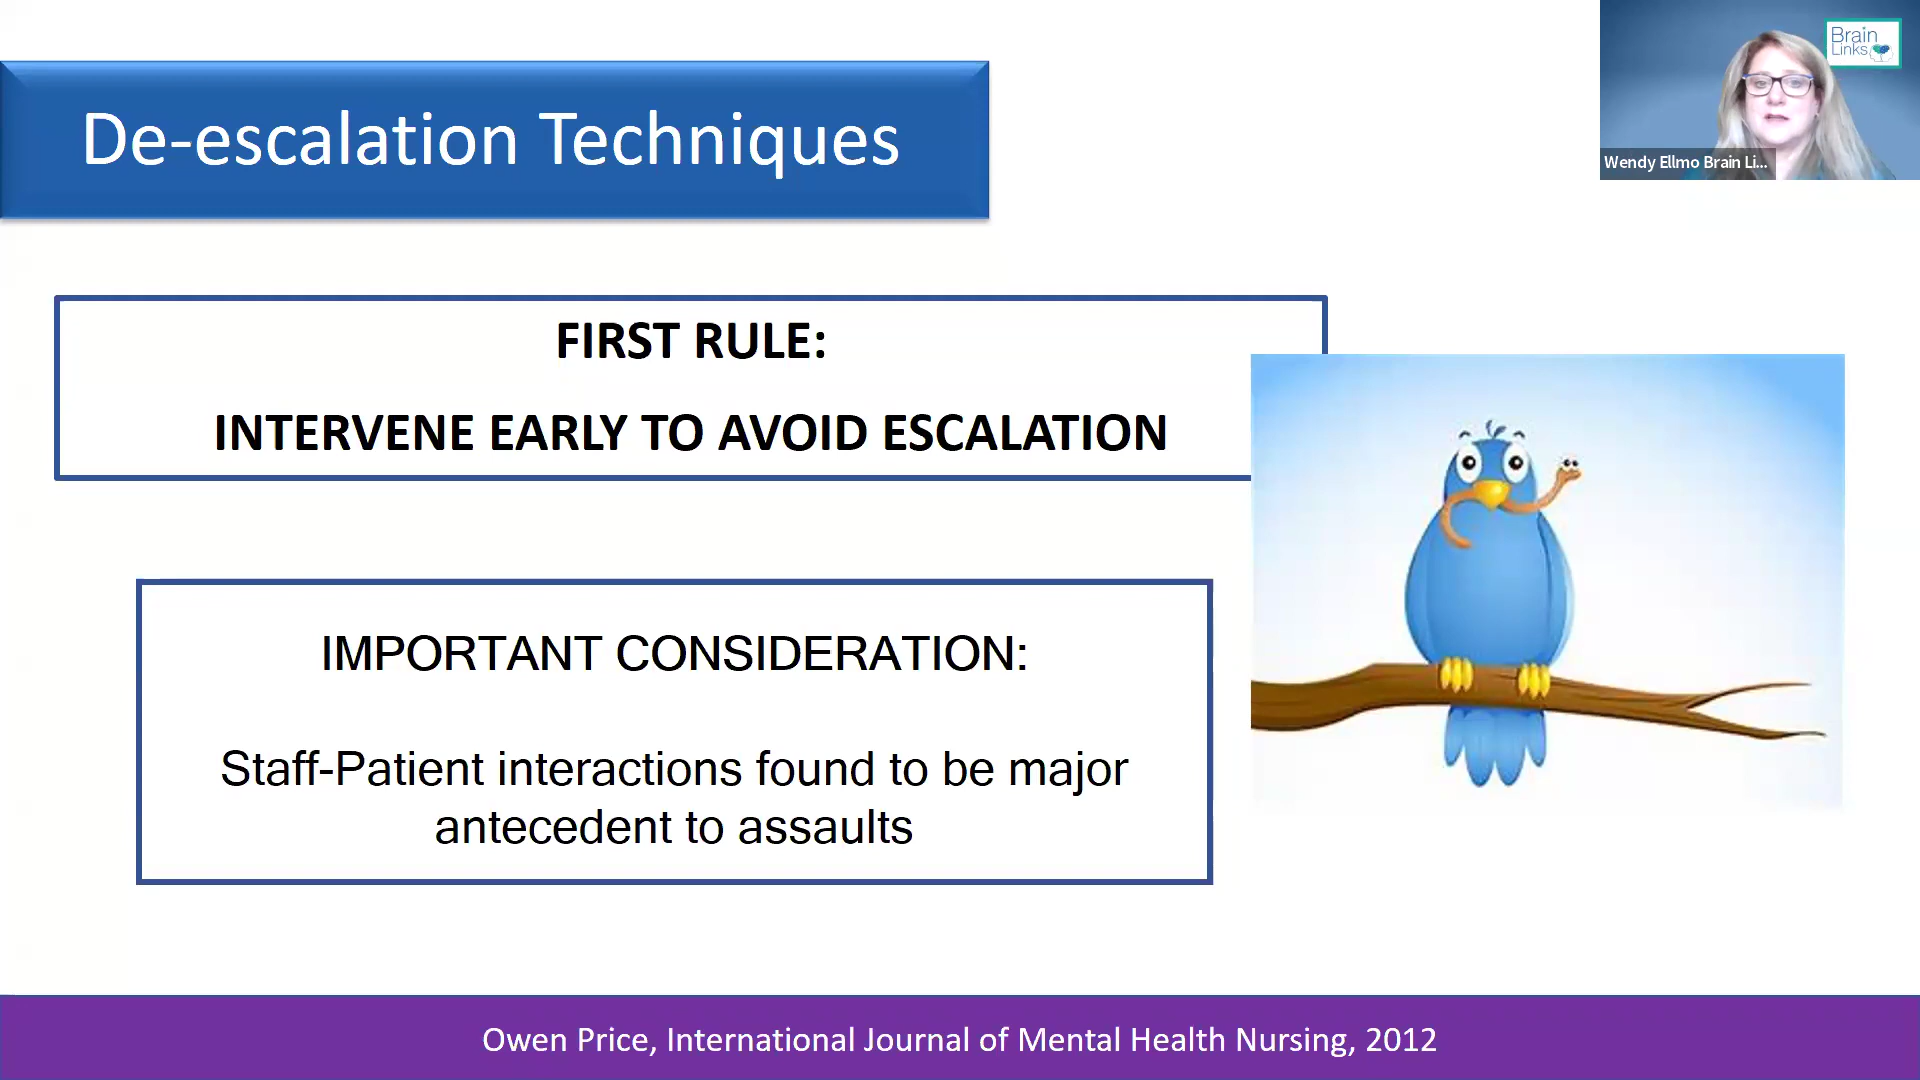 De-escalation Techniques
Brain
Links
Wendy Ellmo Brain Li...
FIRST RULE:
INTERVENE EARLY TO AVOID ESCALATION
IMPORTANT CONSIDERATION:
Staff-Patient interactions found to be major
antecedent to assaults
Owen Price, International Journal of Mental Health Nursing, 2012